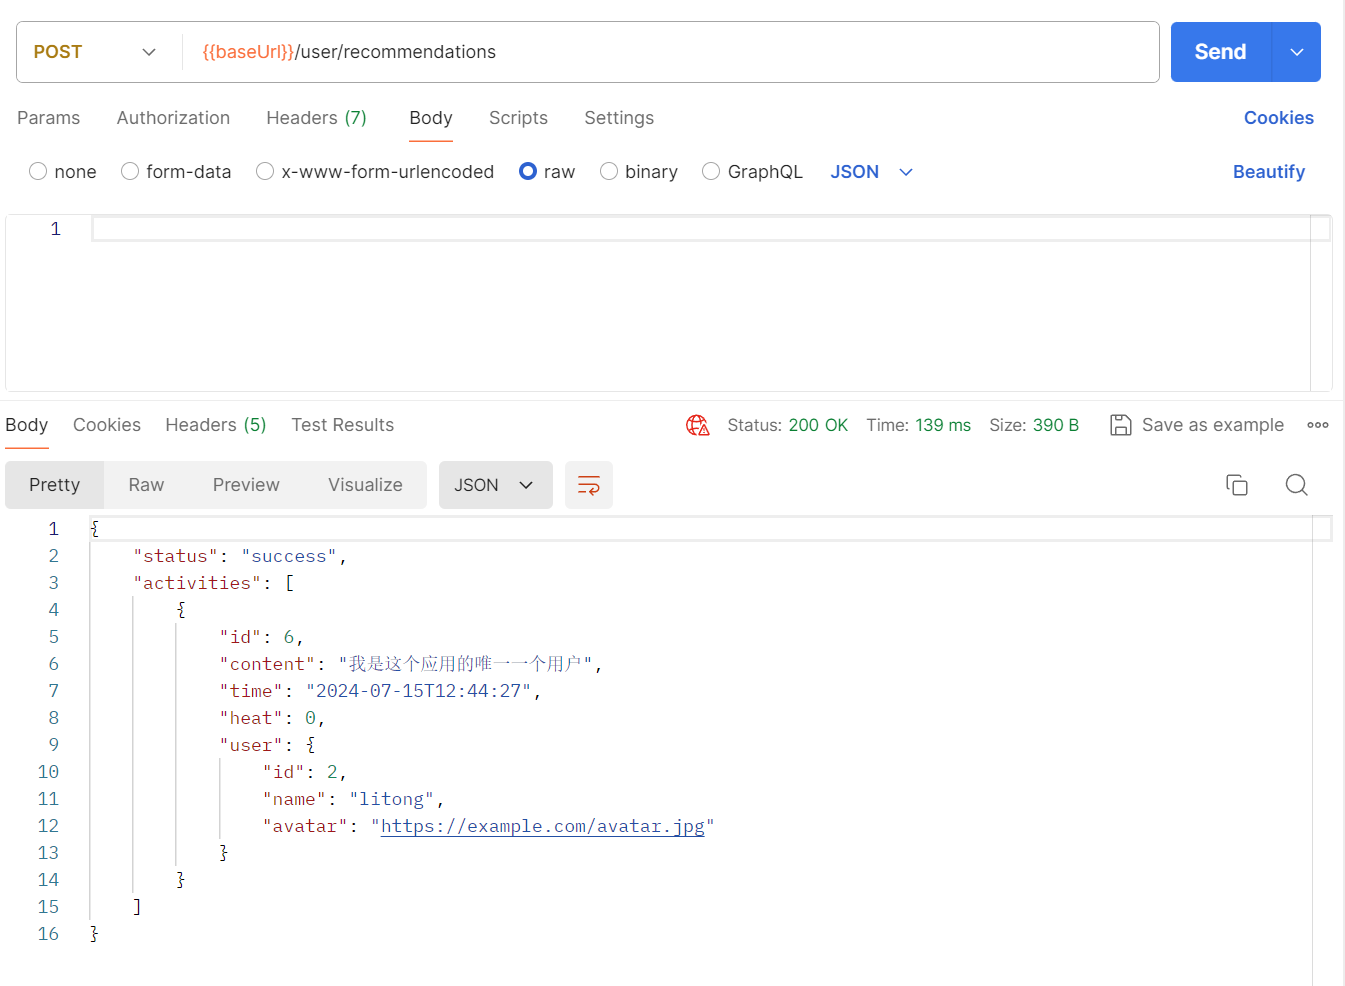 POST {{baseUrl}}/user/recommendations Send
Params Authorization Headers (7) Body Scripts Settings Cookies
none form-data x-www-form-urlencoded raw binary GraphQL JSON Beautify
1
Body Cookies Headers (5) Test Results Status: 200 OK Time: 139 ms Size: 390 B Save as example
Pretty Raw Preview Visualize JSON
1 {
2 "status": "success",
3 "activities": [
4 {
5 "id": 6,
6 "content": "我是这个应用的唯一一个用户",
7 "time": "2024-07-15T12:44:27",
8 "heat": 0,
9 "user": {
10 "id": 2,
11 "name": "litong",
12 "avatar": "https://example.com/avatar.jpg"
13 }
14 }
15 ]
16 }